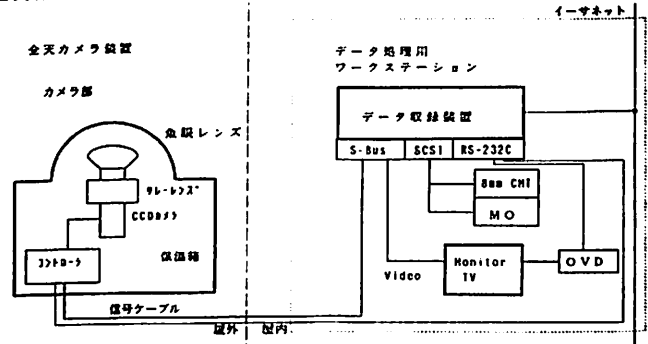 イーサネット
全天カメラ装置
カメラ部
魚眼レンズ
リレーレンズ
CCDカメラ
コントローラ
保温箱
信号ケーブル
屋外
屋内
データ処理用
ワークステーション
データ収録装置
S-Bus
SCSI
RS-232C
8mm CMT
MO
Video
Monitor
TV
OVD